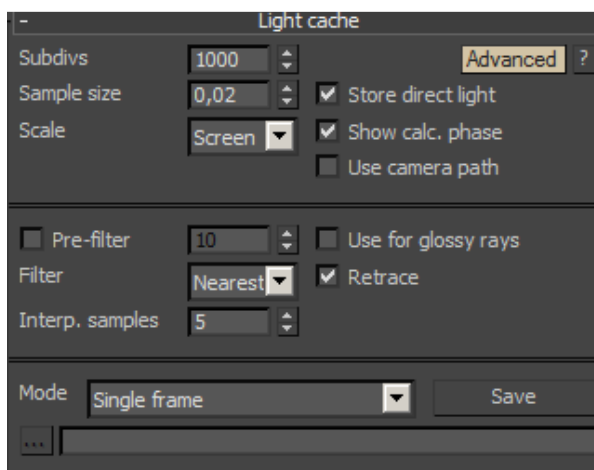 - Light cache
Subdivs 1000 Advanced ?
Sample size 0,02 Store direct light
Scale Screen Show calc. phase
Use camera path
Pre-filter 10 Use for glossy rays
Filter Nearest Retrace
Interp. samples 5
Mode Single frame Save
...